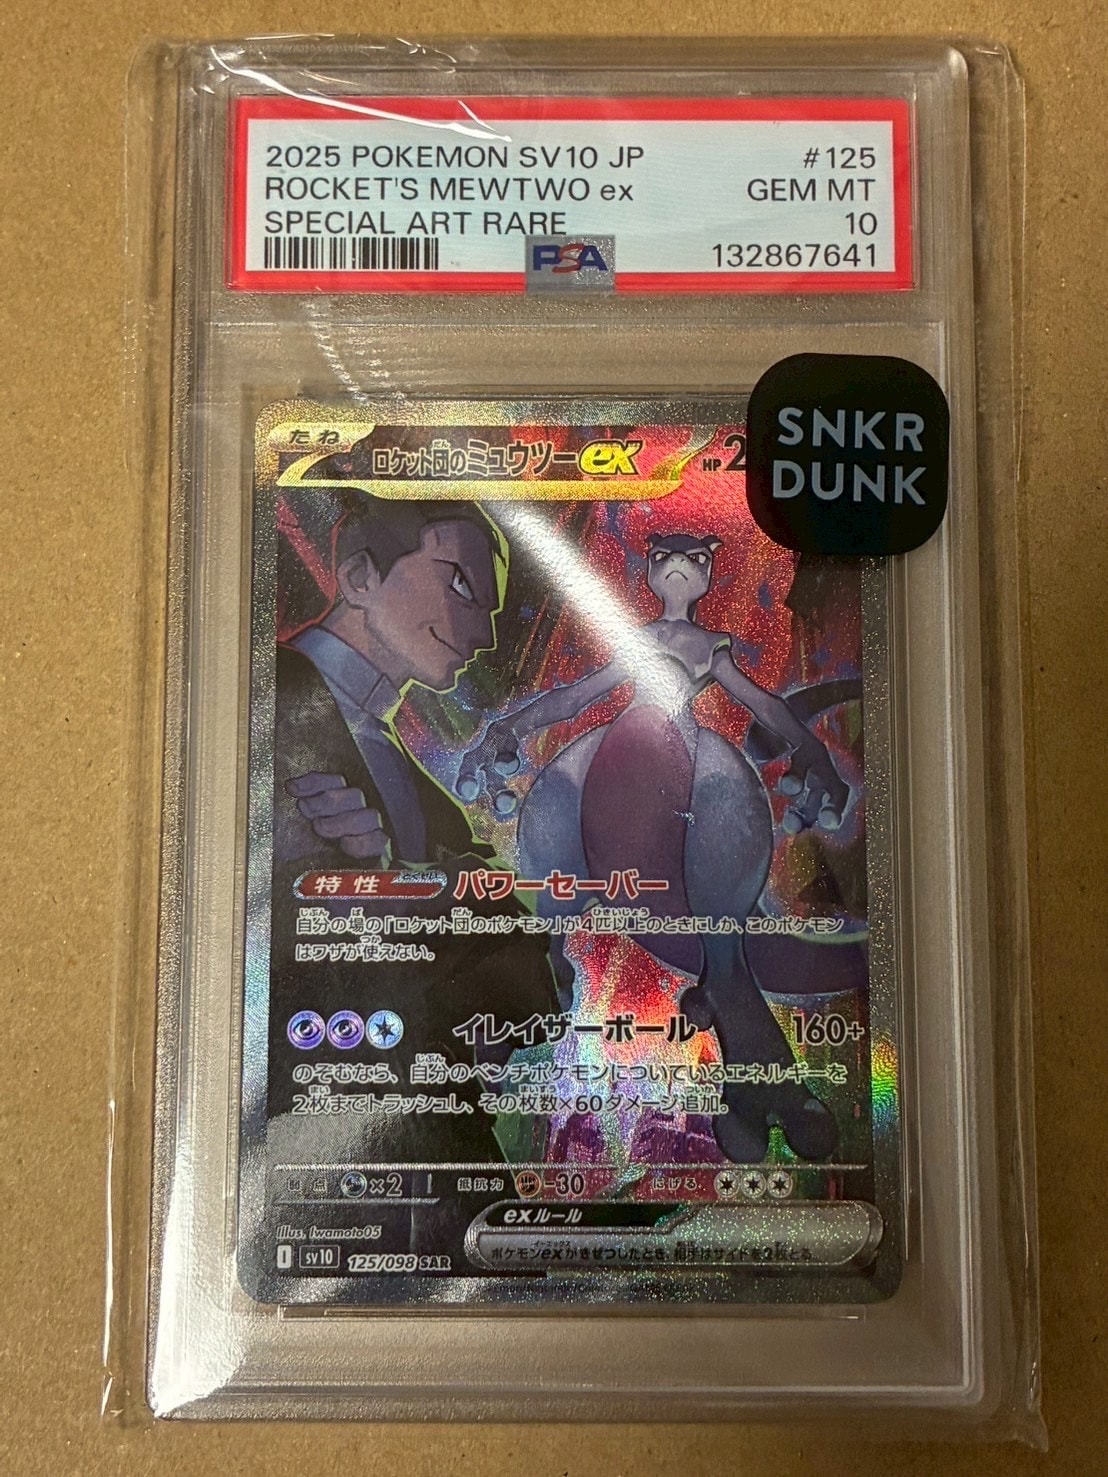 2025 POKEMON SV10 JP #125
ROCKET'S MEWTWO ex GEM MT
SPECIAL ART RARE 10
PSA 132867641
SNKR
DUNK
たね ロケット団のミュウツーex HP 2
特性 パワーセーバー
自分の場の「ロケット団のポケモン」が4匹以上のときにしか、このポケモン
はワザが使えない。
イレイザーボール 160+
のぞむなら、自分のベンチポケモンについているエネルギーを
2枚までトラッシュし、その枚数×60ダメージ追加。
弱点 ×2 抵抗力 -30 にげる
exルール
ポケモンexがきぜつしたとき、相手はサイドを2枚とる。
Illus. Iwamoto05
I sv10 125/098 SAR